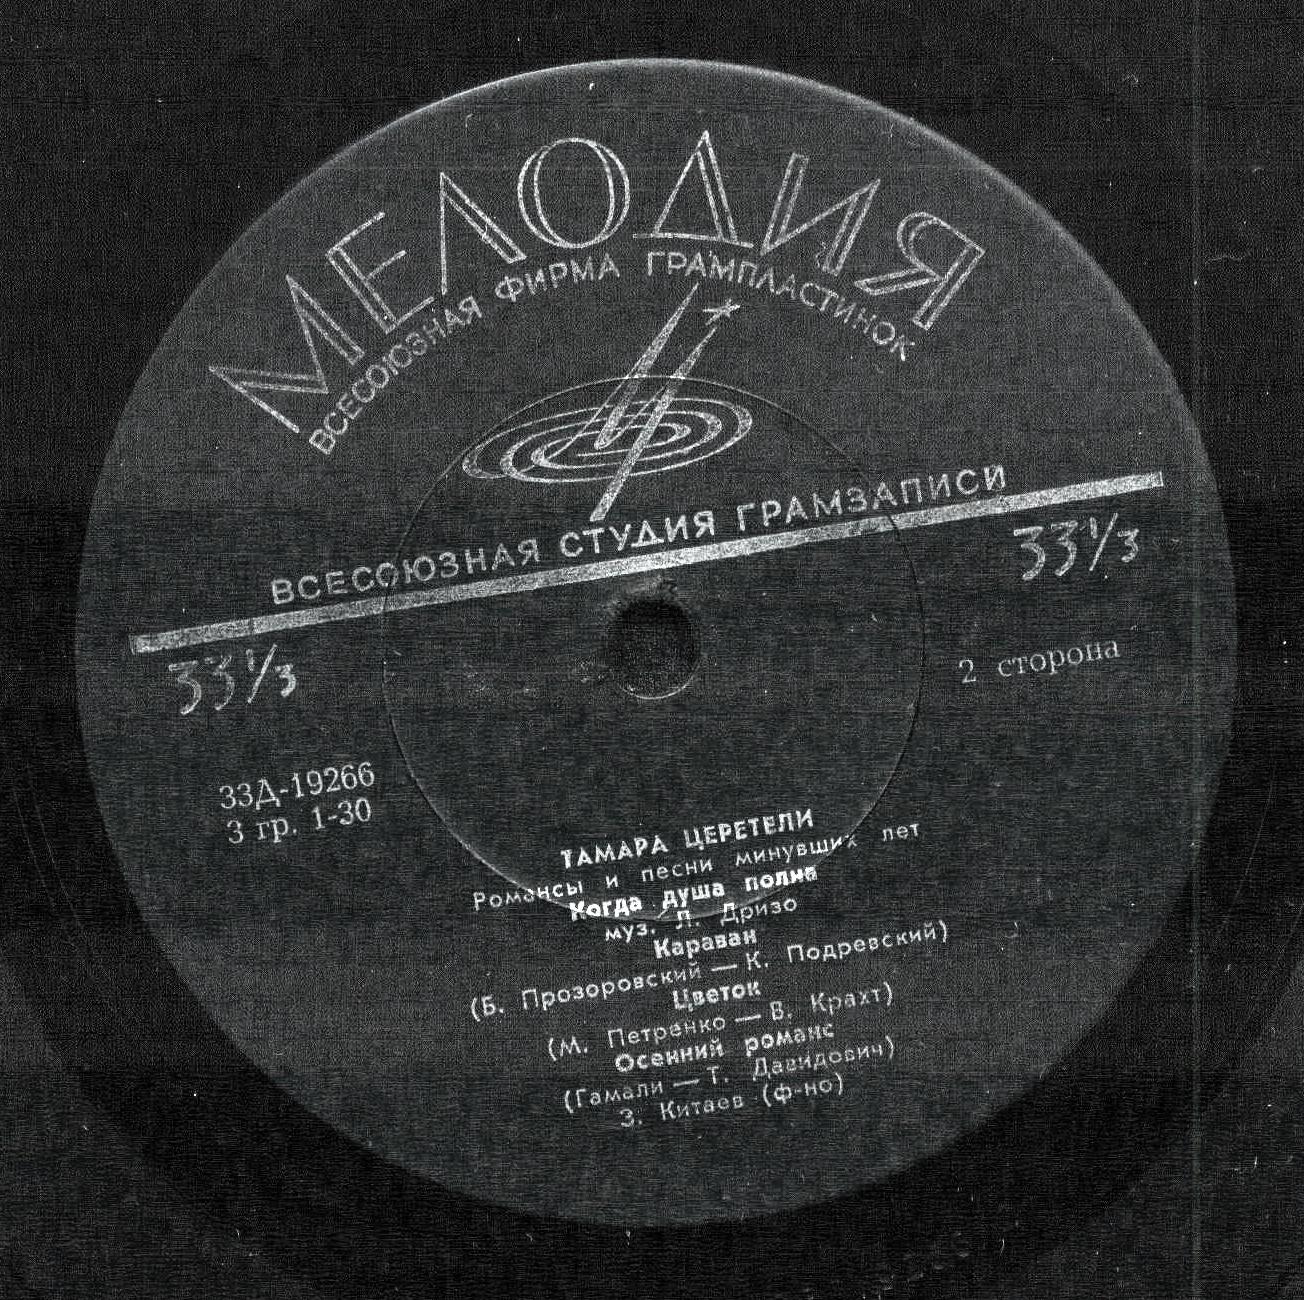 МЕЛОДИЯ
ВСЕСОЮЗНАЯ ФИРМА ГРАМПЛАСТИНОК
ВСЕСОЮЗНАЯ СТУДИЯ ГРАМЗАПИСИ
33⅓
33⅓
2 сторона
33Д-19266
3 гр. 1-30
ТАМАРА ЦЕРЕТЕЛИ
Романсы и песни минувших лет
Когда душа полна
муз. Л. Дризо
Караван
(Б. Прозоровский — К. Подревский)
Цветок
(М. Петренко — В. Крахт)
Осенний романс
(Гамали — Т. Давидович)
З. Китаев (ф-но)